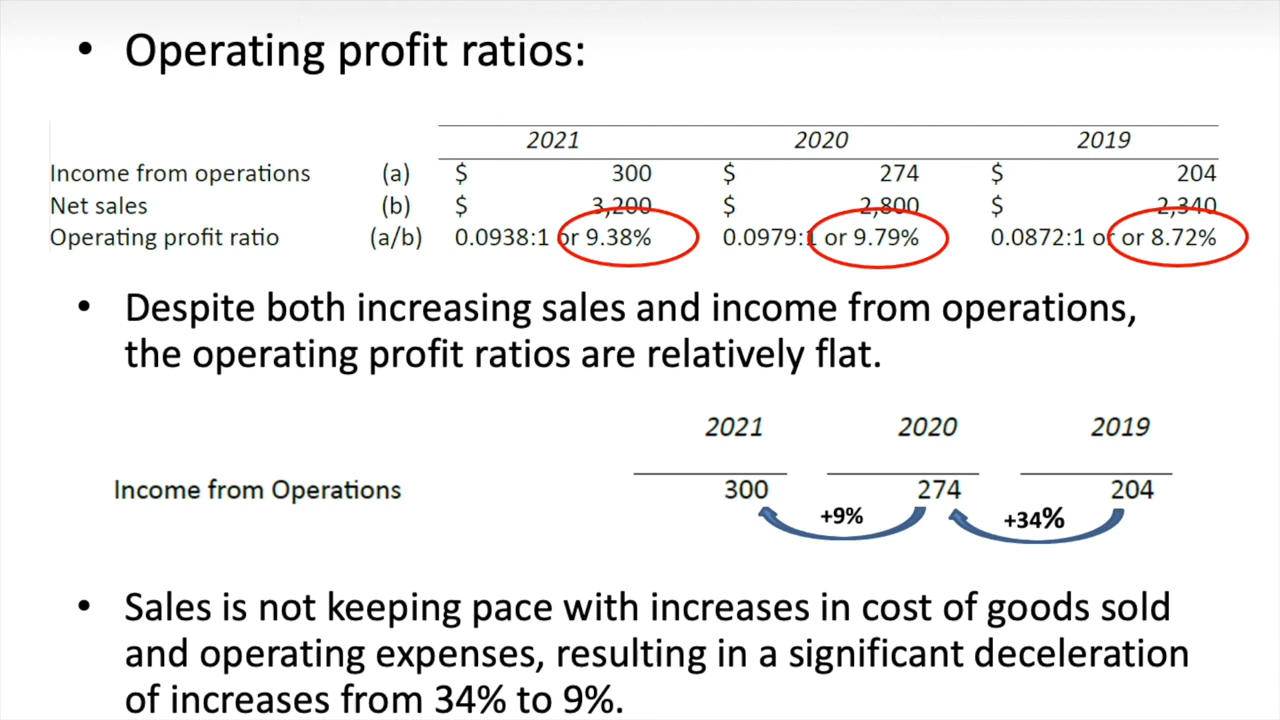 • Operating profit ratios:
2021 2020 2019
Income from operations (a) $ 300 $ 274 $ 204
Net sales (b) $ 3,200 $ 2,800 $ 2,340
Operating profit ratio (a/b) 0.0938:1 or 9.38% 0.0979:1 or 9.79% 0.0872:1 or or 8.72%
• Despite both increasing sales and income from operations,
the operating profit ratios are relatively flat.
2021 2020 2019
Income from Operations 300 274 204
+9% +34%
• Sales is not keeping pace with increases in cost of goods sold
and operating expenses, resulting in a significant deceleration
of increases from 34% to 9%.